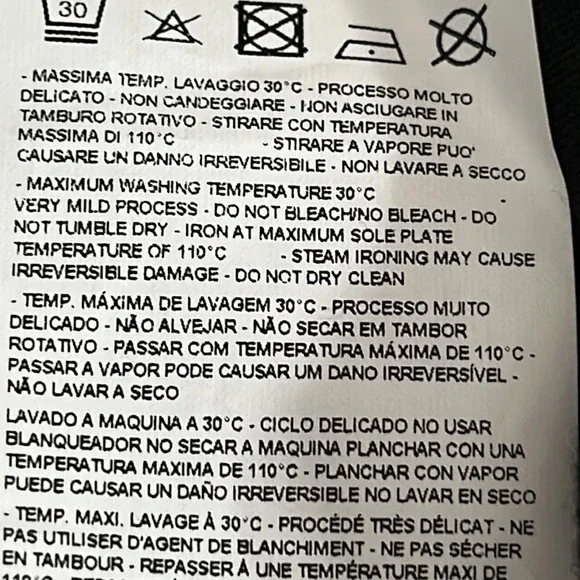 30
- MASSIMA TEMP. LAVAGGIO 30°C - PROCESSO MOLTO
DELICATO - NON CANDEGGIARE - NON ASCIUGARE IN
TAMBURO ROTATIVO - STIRARE CON TEMPERATURA
MASSIMA DI 110°C - STIRARE A VAPORE PUO'
CAUSARE UN DANNO IRREVERSIBILE - NON LAVARE A SECCO
- MAXIMUM WASHING TEMPERATURE 30°C -
VERY MILD PROCESS - DO NOT BLEACH/NO BLEACH - DO
NOT TUMBLE DRY - IRON AT MAXIMUM SOLE PLATE
TEMPERATURE OF 110°C - STEAM IRONING MAY CAUSE
IRREVERSIBLE DAMAGE - DO NOT DRY CLEAN
- TEMP. MÁXIMA DE LAVAGEM 30°C - PROCESSO MUITO
DELICADO - NÃO ALVEJAR - NÃO SECAR EM TAMBOR
ROTATIVO - PASSAR COM TEMPERATURA MÁXIMA DE 110°C -
PASSAR A VAPOR PODE CAUSAR UM DANO IRREVERSÍVEL -
NÃO LAVAR A SECO
LAVADO A MAQUINA A 30°C - CICLO DELICADO NO USAR
BLANQUEADOR NO SECAR A MAQUINA PLANCHAR CON UNA
TEMPERATURA MAXIMA DE 110°C - PLANCHAR CON VAPOR
PUEDE CAUSAR UN DAÑO IRREVERSIBLE NO LAVAR EN SECO
- TEMP. MAXI. LAVAGE À 30°C - PROCÉDÉ TRÈS DÉLICAT - NE
PAS UTILISER D'AGENT DE BLANCHIMENT - NE PAS SÉCHER
EN TAMBOUR - REPASSER À UNE TEMPÉRATURE MAXI DE